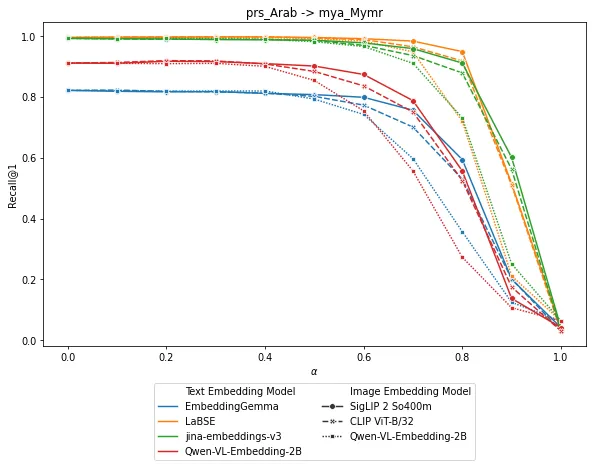 prs_Arab -> mya_Mymr
Recall@1
1.0
0.8
0.6
0.4
0.2
0.0
0.0 0.2 0.4 0.6 0.8 1.0
α
Text Embedding Model
EmbeddingGemma
LaBSE
jina-embeddings-v3
Qwen-VL-Embedding-2B
Image Embedding Model
SigLIP 2 So400m
CLIP ViT-B/32
Qwen-VL-Embedding-2B